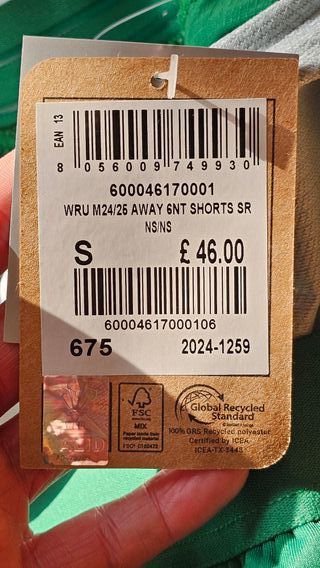 EAN 13
8 056009 749930
600046170001
WRU M24/25 AWAY 6NT SHORTS SR
NS/NS
S £ 46.00
60004617000106
675 2024-1259
FSC
MIX
Global Recycled
Standard
100% GRS Recycled polyester
Certified by ICEA
ICEA-TX-3443